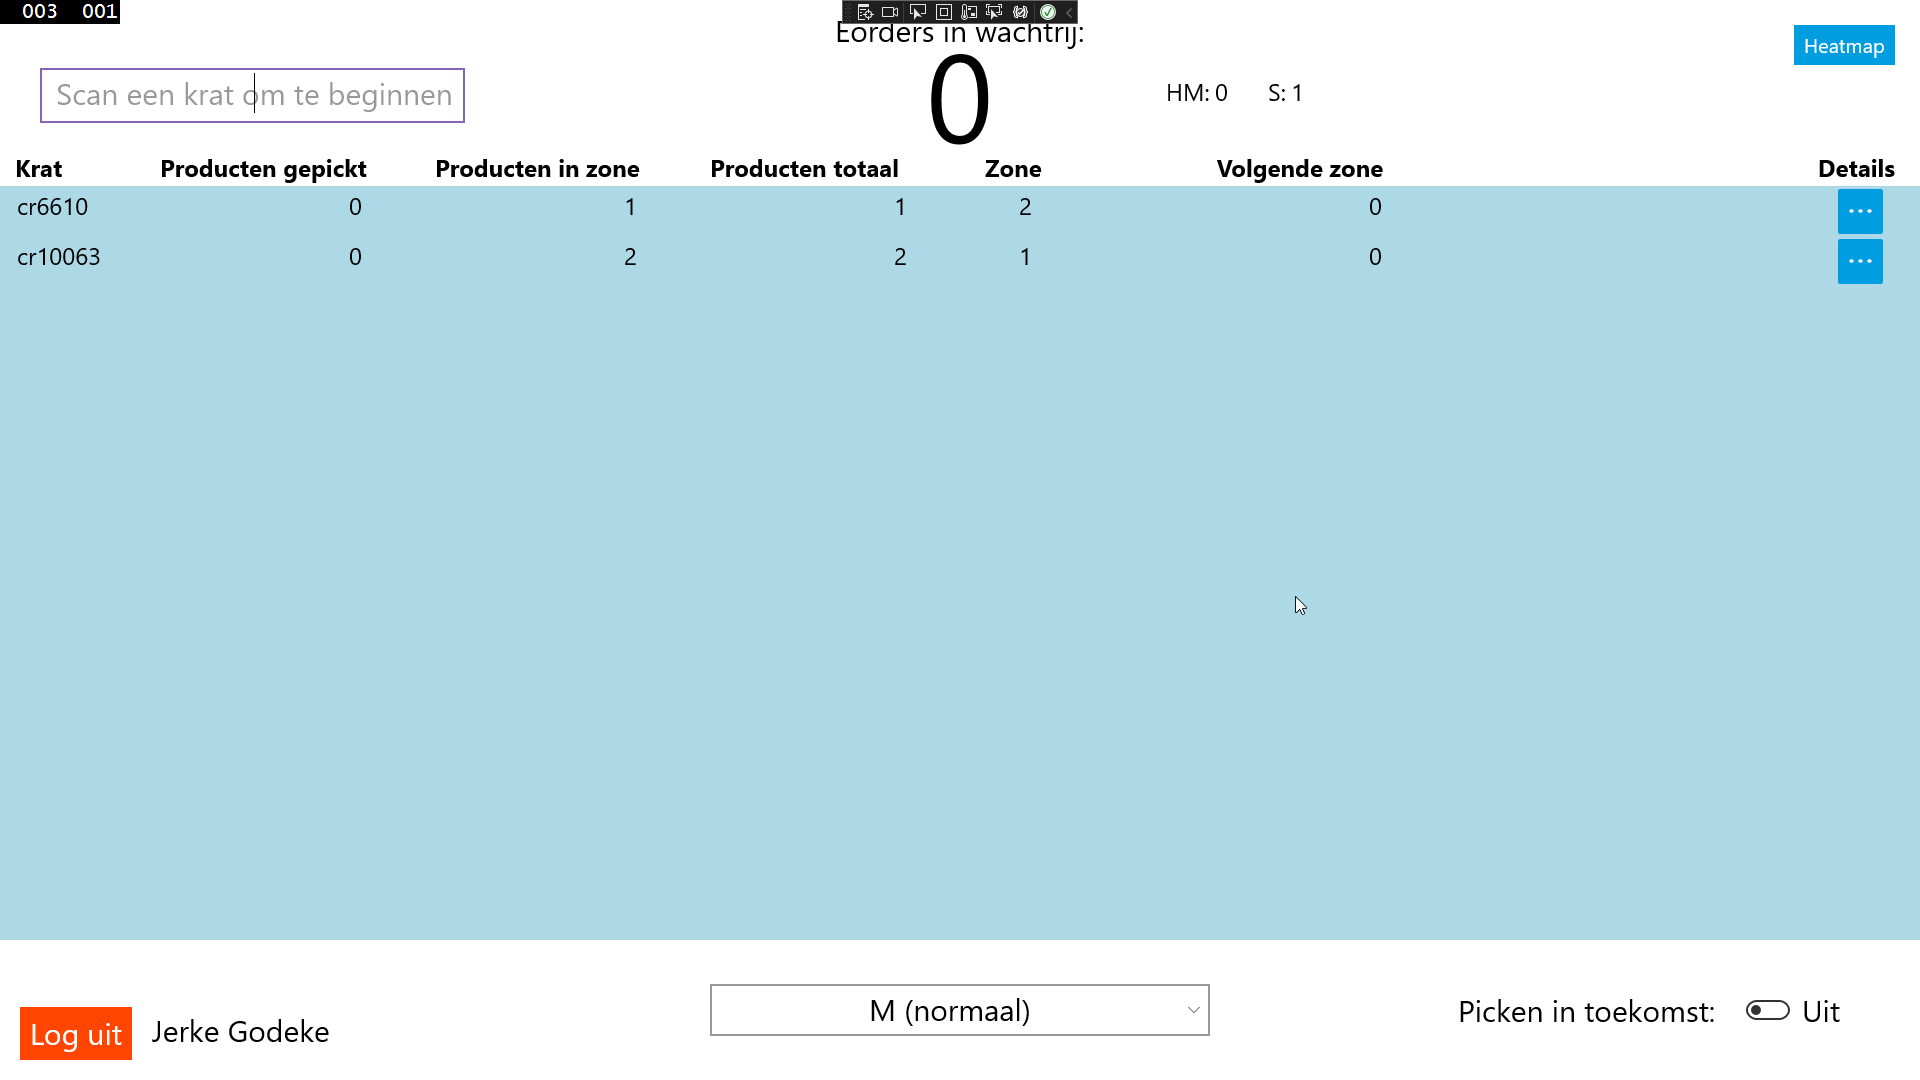 003 001
Eorders in wachtrij:
Heatmap
Scan een krat om te beginnen
0
HM: 0 S: 1
Krat Producten gepickt Producten in zone Producten totaal Zone Volgende zone Details
cr6610 0 1 1 2 0 ...
cr10063 0 2 2 1 0 ...
Log uit Jerke Godeke
M (normaal)
Picken in toekomst: Uit